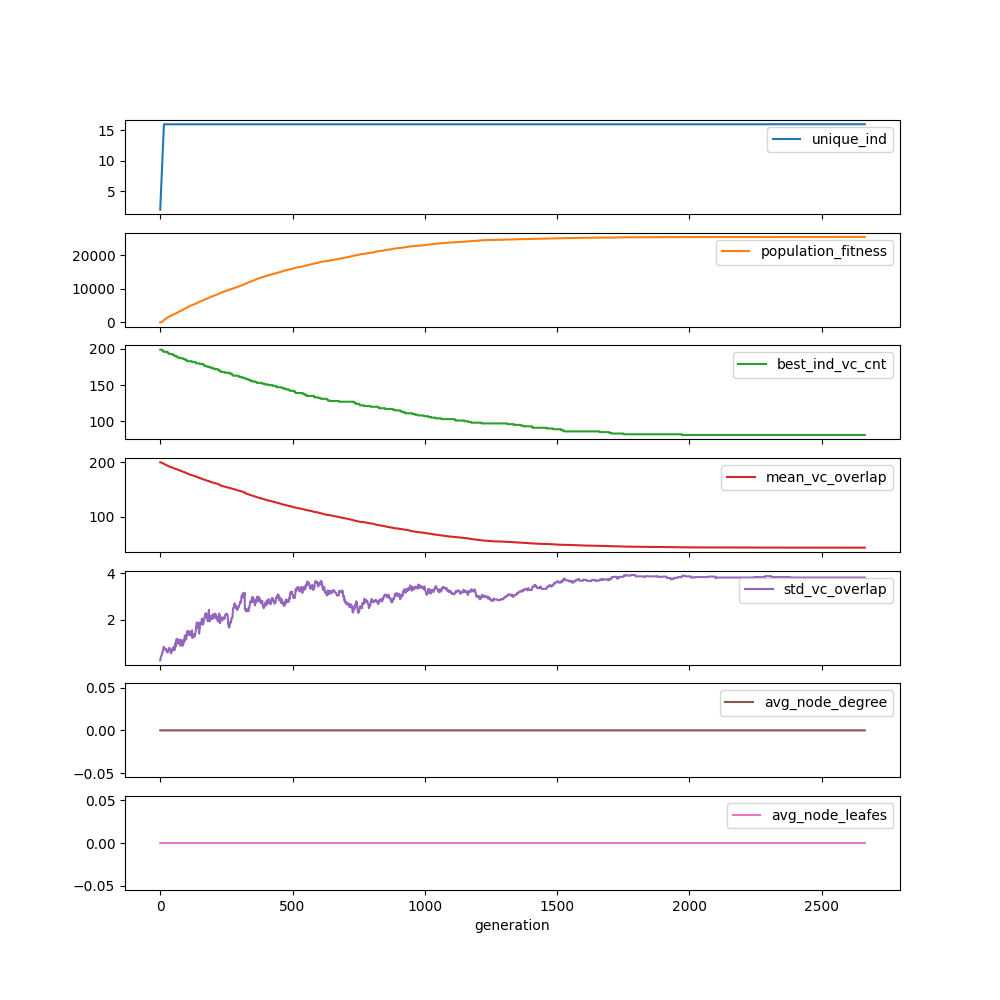 15
10
5
unique_ind
20000
10000
0
population_fitness
200
150
100
best_ind_vc_cnt
200
100
mean_vc_overlap
4
2
std_vc_overlap
0.05
0.00
−0.05
avg_node_degree
0.05
0.00
−0.05
avg_node_leafes
0 500 1000 1500 2000 2500
generation